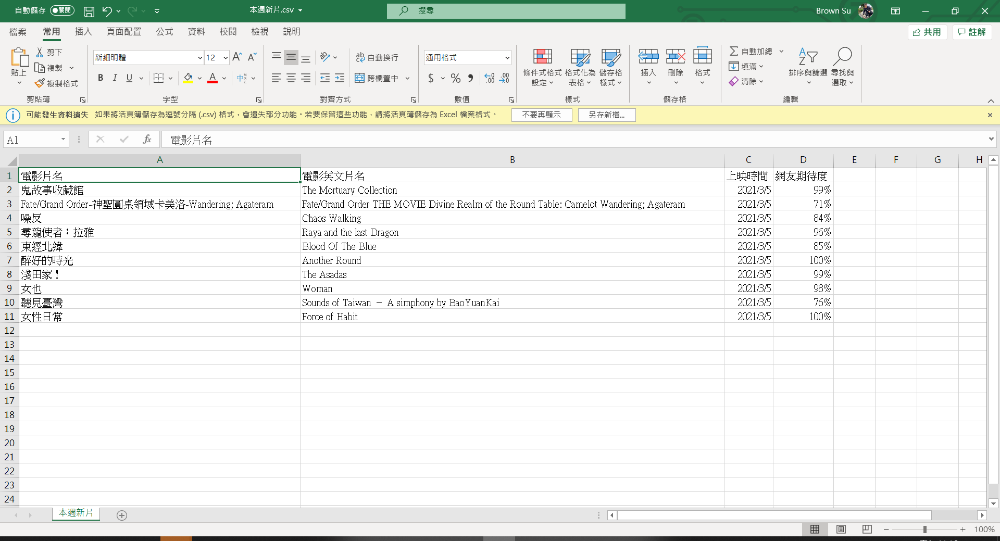 自動儲存 關閉 本週新片.csv 搜尋 Brown Su
檔案 常用 插入 頁面配置 公式 資料 校閱 檢視 說明 共用 註解
貼上 剪下 複製 複製格式 剪貼簿
新細明體 12 A A B I U A 中 字型
ab 自動換行 跨欄置中 對齊方式
通用格式 $ % 數值
條件式格式設定 格式化為表格 儲存格樣式 樣式
插入 刪除 格式 儲存格
自動加總 填滿 清除 排序與篩選 尋找與選取 編輯
可能發生資料遺失 如果將活頁簿儲存為逗號分隔 (.csv) 格式，會遺失部分功能。若要保留這些功能，請將活頁簿儲存為 Excel 檔案格式。 不要再顯示 另存新檔...
A1 fx 電影片名
A B C D E F G H
1 電影片名 電影英文片名 上映時間 網友期待度
2 鬼故事收藏館 The Mortuary Collection 2021/3/5 99%
3 Fate/Grand Order-神聖圓桌領域卡美洛-Wandering; Agateram Fate/Grand Order THE MOVIE Divine Realm of the Round Table: Camelot Wandering; Agateram 2021/3/5 71%
4 噪反 Chaos Walking 2021/3/5 84%
5 尋龍使者：拉雅 Raya and the last Dragon 2021/3/5 96%
6 東經北緯 Blood Of The Blue 2021/3/5 85%
7 醉好的時光 Another Round 2021/3/5 100%
8 淺田家！ The Asadas 2021/3/5 99%
9 女也 Woman 2021/3/5 98%
10 聽見臺灣 Sounds of Taiwan － A simphony by BaoYuanKai 2021/3/5 76%
11 女性日常 Force of Habit 2021/3/5 100%
12
13
14
15
16
17
18
19
20
21
22
23
24
本週新片
100%